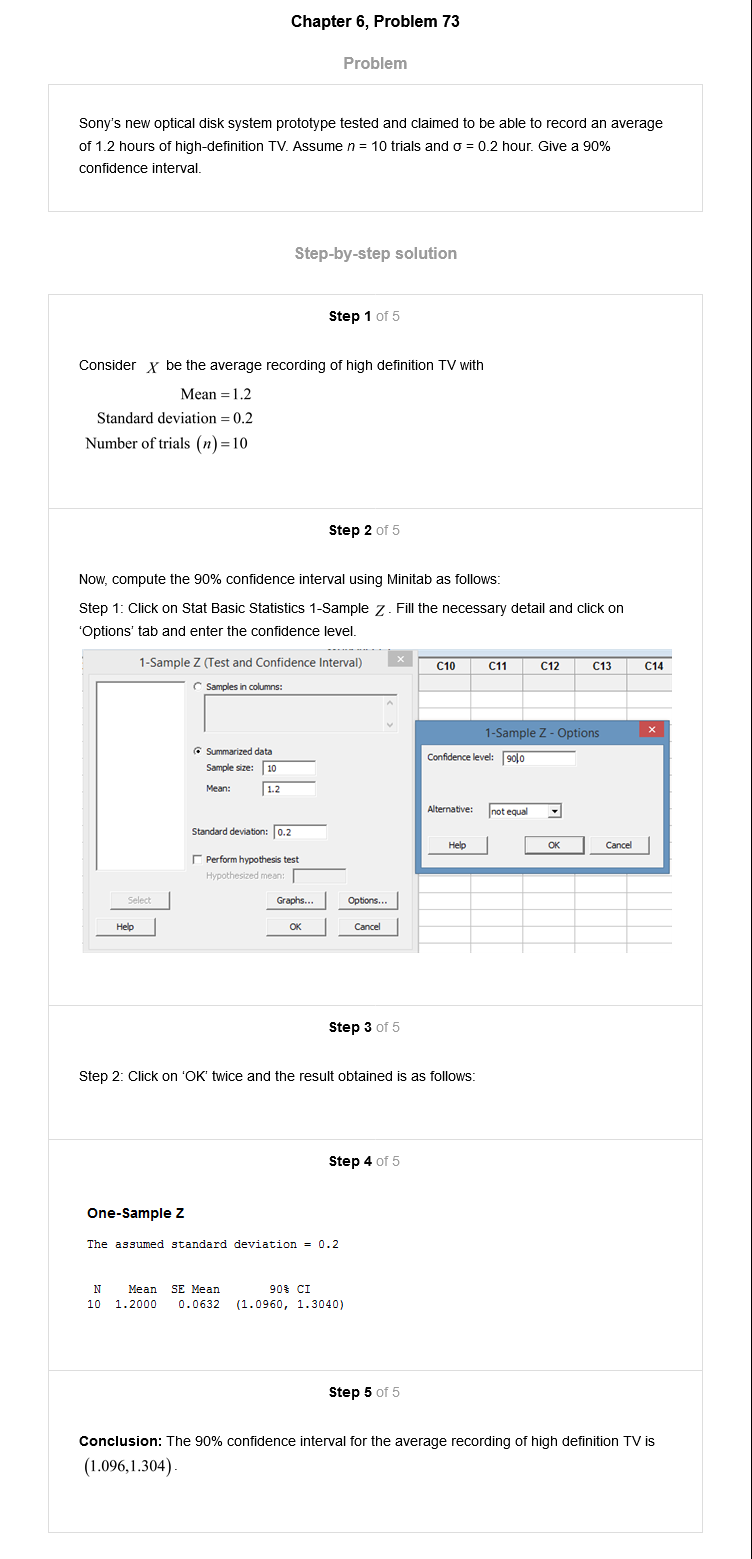 Chapter 6, Problem 73
Problem
Sony's new optical disk system prototype tested and claimed to be able to record an average
of 1.2 hours of high-definition TV. Assume n = 10 trials and σ = 0.2 hour. Give a 90%
confidence interval.
Step-by-step solution
Step 1 of 5
Consider X be the average recording of high definition TV with
Mean = 1.2
Standard deviation = 0.2
Number of trials (n) = 10
Step 2 of 5
Now, compute the 90% confidence interval using Minitab as follows:
Step 1: Click on Stat Basic Statistics 1-Sample Z . Fill the necessary detail and click on
'Options' tab and enter the confidence level.
1-Sample Z (Test and Confidence Interval)
Samples in columns:
Summarized data
Sample size: 10
Mean: 1.2
Standard deviation: 0.2
Perform hypothesis test
Hypothesized mean:
Select
Graphs...
Options...
Help
OK
Cancel
C10 C11 C12 C13 C14
1-Sample Z - Options
Confidence level: 90.0
Alternative: not equal
Help
OK
Cancel
Step 3 of 5
Step 2: Click on 'OK' twice and the result obtained is as follows:
Step 4 of 5
One-Sample Z
The assumed standard deviation = 0.2
N Mean SE Mean 90% CI
10 1.2000 0.0632 (1.0960, 1.3040)
Step 5 of 5
Conclusion: The 90% confidence interval for the average recording of high definition TV is
(1.096,1.304).